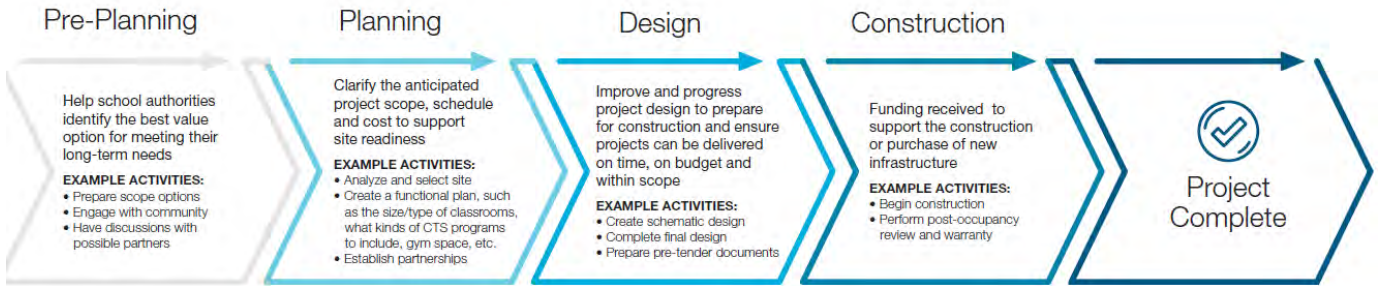 Pre-Planning
Help school authorities
identify the best value
option for meeting their
long-term needs
EXAMPLE ACTIVITIES:
• Prepare scope options
• Engage with community
• Have discussions with
possible partners
Planning
Clarify the anticipated
project scope, schedule
and cost to support
site readiness
EXAMPLE ACTIVITIES:
• Analyze and select site
• Create a functional plan, such
as the size/type of classrooms,
what kinds of CTS programs
to include, gym space, etc.
• Establish partnerships
Design
Improve and progress
project design to prepare
for construction and ensure
projects can be delivered
on time, on budget and
within scope
EXAMPLE ACTIVITIES:
• Create schematic design
• Complete final design
• Prepare pre-tender documents
Construction
Funding received to
support the construction
or purchase of new
infrastructure
EXAMPLE ACTIVITIES:
• Begin construction
• Perform post-occupancy
review and warranty
Project
Complete